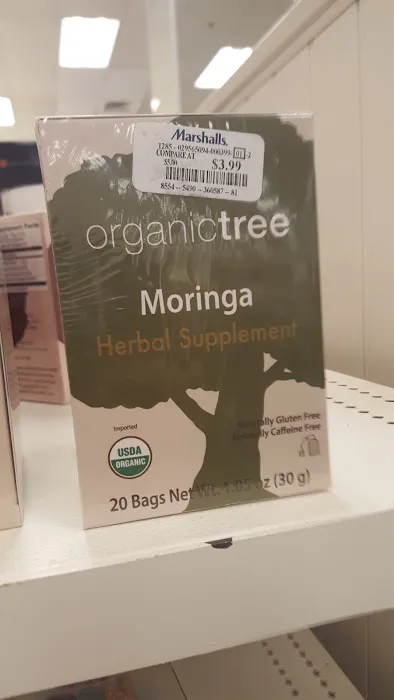 Marshalls.
1285 - 029565094-000399- 01 -2
COMPARE AT
$5.00
$3.99
8554 -- 5490 -- 360587 -- 81
organictree
Moringa
Herbal Supplement
Imported
USDA
ORGANIC
Naturally Gluten Free
Naturally Caffeine Free
20 Bags Net Wt. 1.05 oz (30 g)